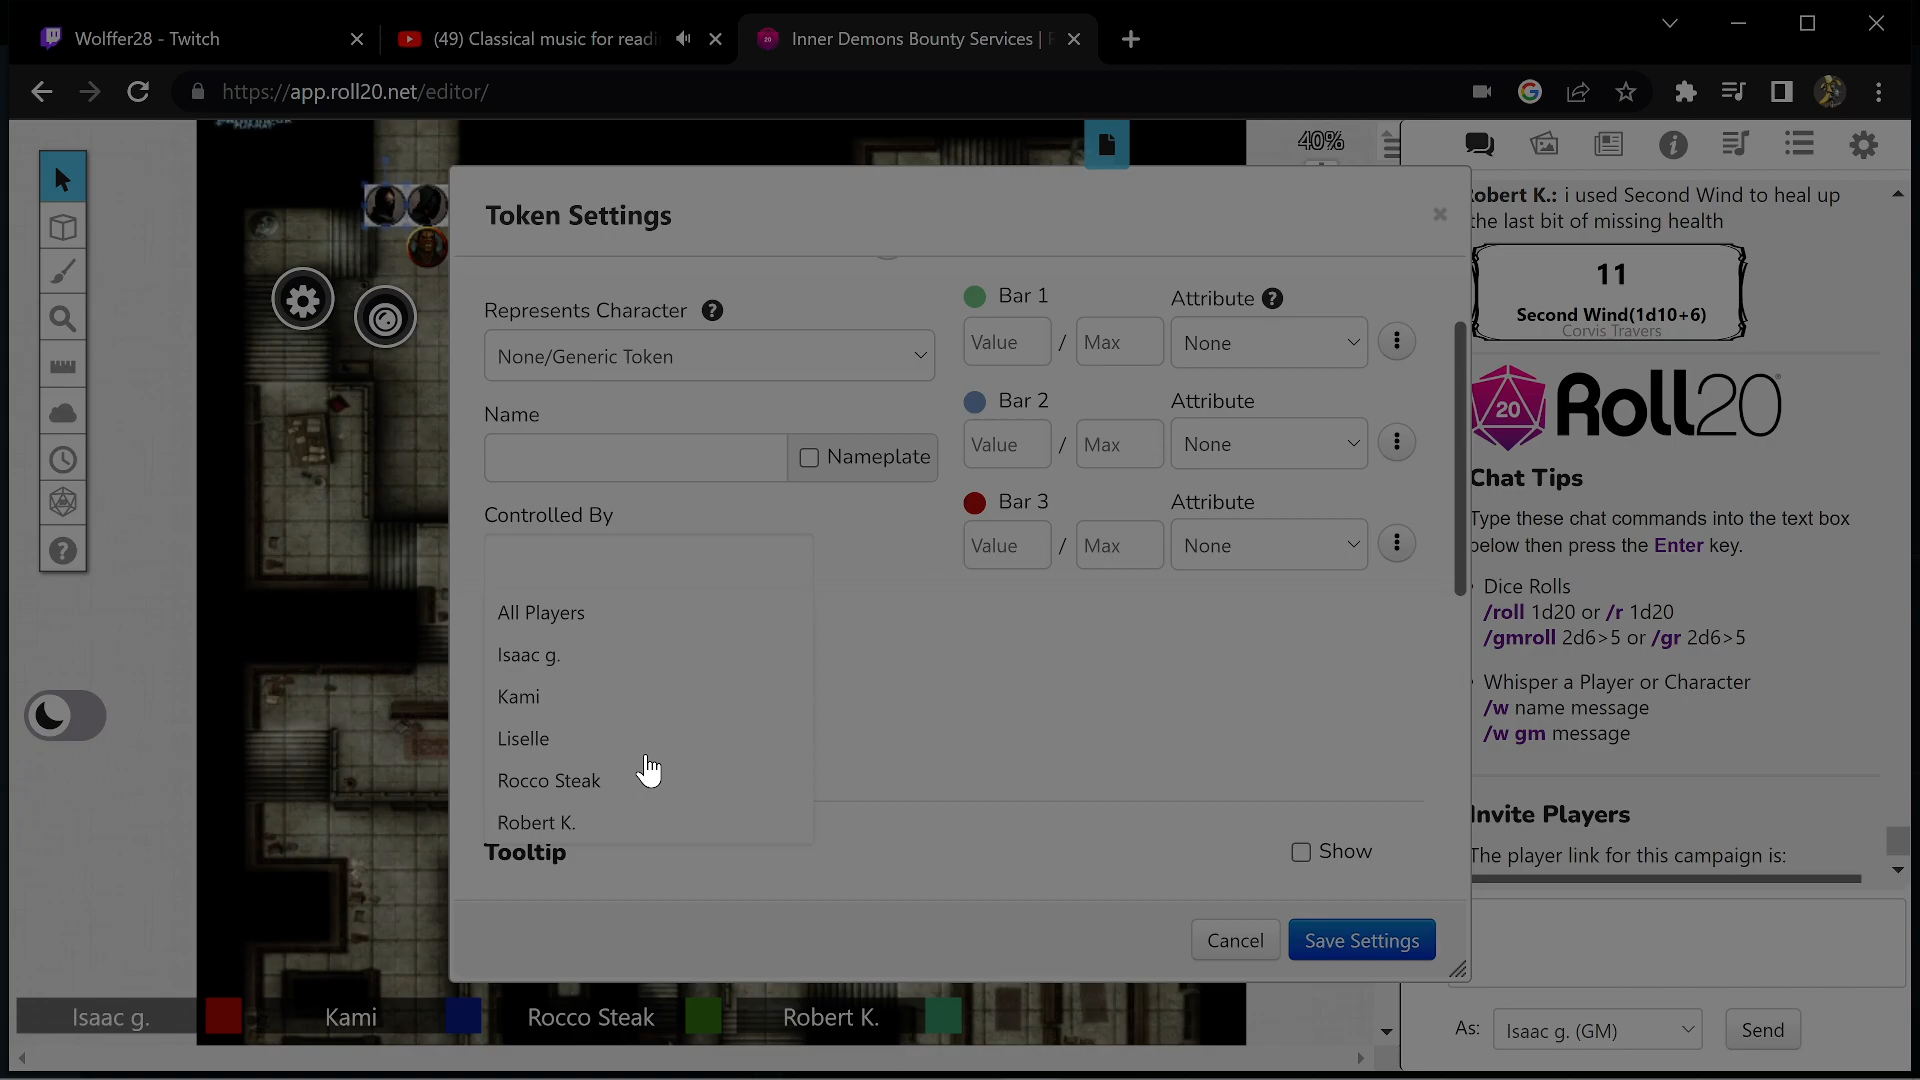 Wolffer28 - Twitch
(49) Classical music for readi
Inner Demons Bounty Services |
https://app.roll20.net/editor/
40%
Token Settings
Represents Character
None/Generic Token
Name
Nameplate
Controlled By
All Players
Isaac g.
Kami
Liselle
Rocco Steak
Robert K.
Tooltip
Show
Bar 1
Attribute
Value / Max
None
Bar 2
Attribute
Value / Max
None
Bar 3
Attribute
Value / Max
None
Cancel
Save Settings
obert K.: i used Second Wind to heal up
the last bit of missing health
11
Second Wind(1d10+6)
Corvis Travers
20
Roll20
Chat Tips
Type these chat commands into the text box
below then press the Enter key.
Dice Rolls
/roll 1d20 or /r 1d20
/gmroll 2d6>5 or /gr 2d6>5
Whisper a Player or Character
/w name message
/w gm message
Invite Players
The player link for this campaign is:
As:
Isaac g. (GM)
Send
Isaac g.
Kami
Rocco Steak
Robert K.